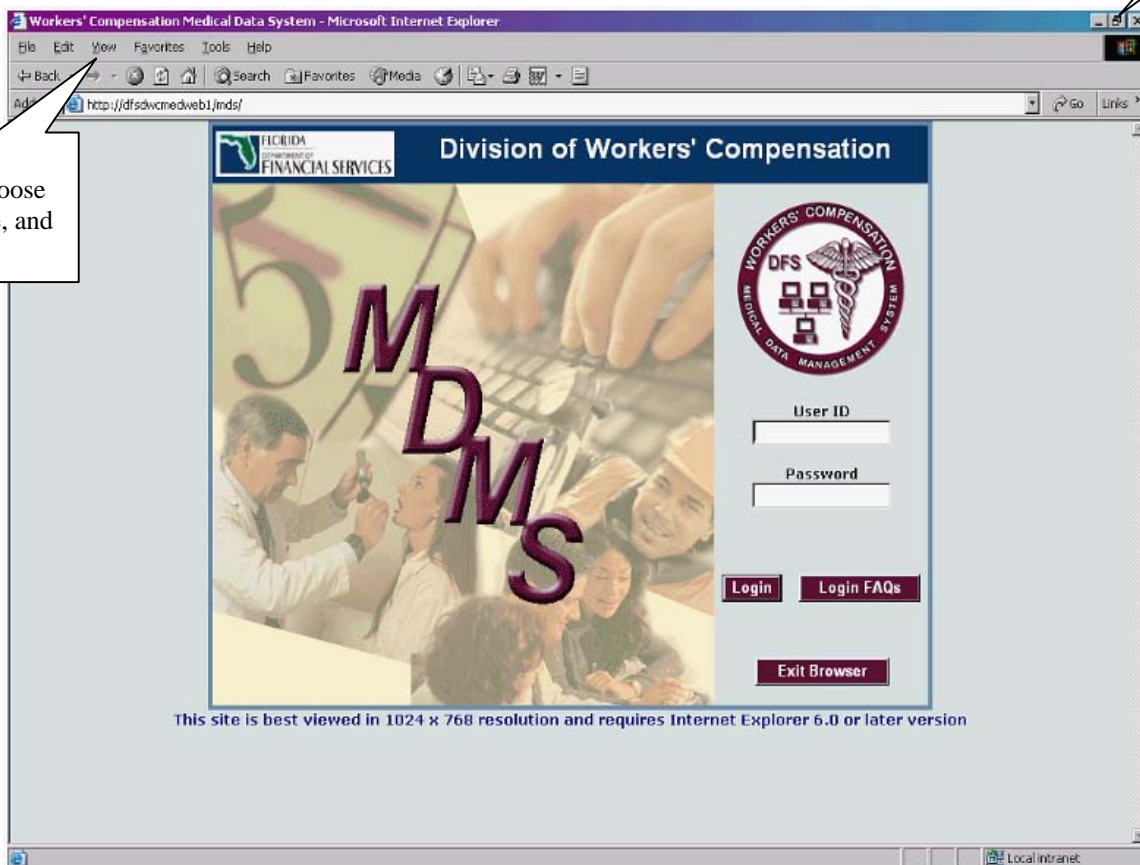 Workers' Compensation Medical Data System - Microsoft Internet Explorer
File Edit View Favorites Tools Help
Back Search Favorites Media
http://dfsdwcmedweb1/mds/ Go Links
oose
, and
FLORIDA
DEPARTMENT OF
FINANCIAL SERVICES
Division of Workers' Compensation
5
MDMS
WORKERS' COMPENSATION
DFS
MEDICAL DATA MANAGEMENT SYSTEM
User ID
Password
Login Login FAQs
Exit Browser
This site is best viewed in 1024 x 768 resolution and requires Internet Explorer 6.0 or later version
Local intranet